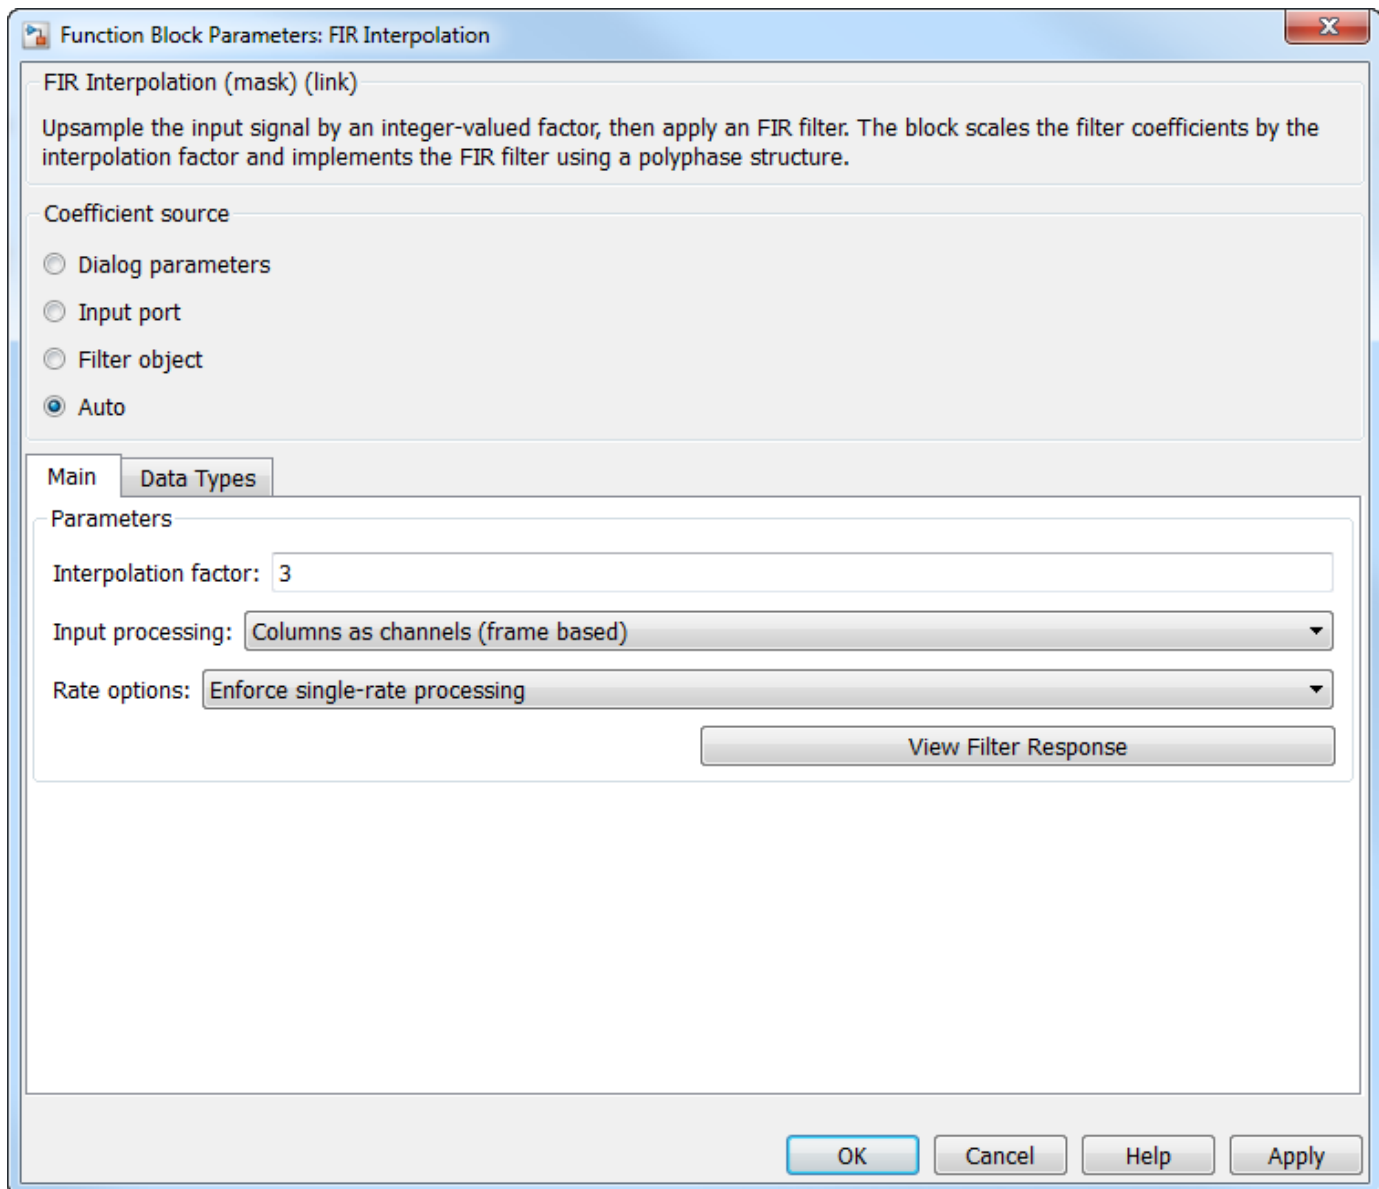 Function Block Parameters: FIR Interpolation
FIR Interpolation (mask) (link)
Upsample the input signal by an integer-valued factor, then apply an FIR filter. The block scales the filter coefficients by the
interpolation factor and implements the FIR filter using a polyphase structure.
Coefficient source
Dialog parameters
Input port
Filter object
Auto
Main Data Types
Parameters
Interpolation factor: 3
Input processing: Columns as channels (frame based)
Rate options: Enforce single-rate processing
View Filter Response
OK Cancel Help Apply